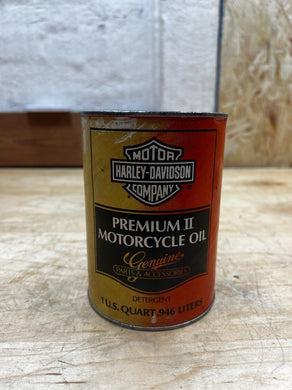 MOTOR
HARLEY-DAVIDSON
COMPANY
PREMIUM II
MOTORCYCLE OIL
Genuine
PARTS & ACCESSORIES
DETERGENT
1 U.S. QUART .946 LITERS